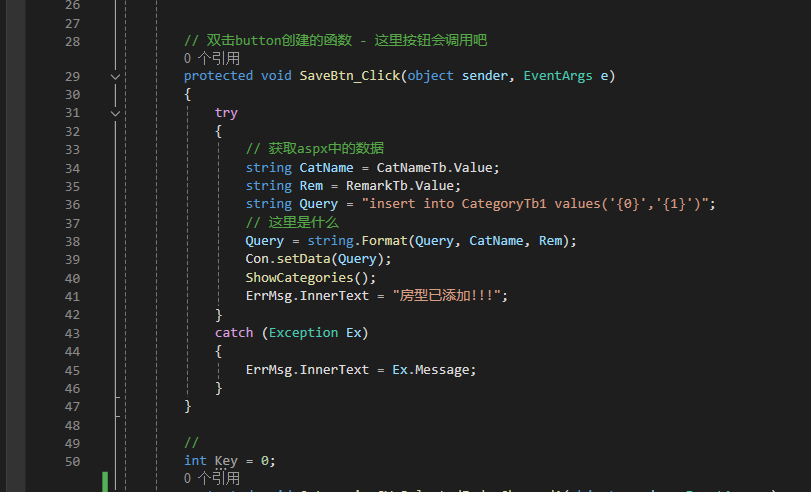 26
27
28 // 双击button创建的函数 - 这里按钮会调用吧
0 个引用
29 protected void SaveBtn_Click(object sender, EventArgs e)
30 {
31 try
32 {
33 // 获取aspx中的数据
34 string CatName = CatNameTb.Value;
35 string Rem = RemarkTb.Value;
36 string Query = "insert into CategoryTb1 values('{0}','{1}')";
37 // 这里是什么
38 Query = string.Format(Query, CatName, Rem);
39 Con.setData(Query);
40 ShowCategories();
41 ErrMsg.InnerText = "房型已添加!!!";
42 }
43 catch (Exception Ex)
44 {
45 ErrMsg.InnerText = Ex.Message;
46 }
47 }
48
49 //
50 int Key = 0;
0 个引用